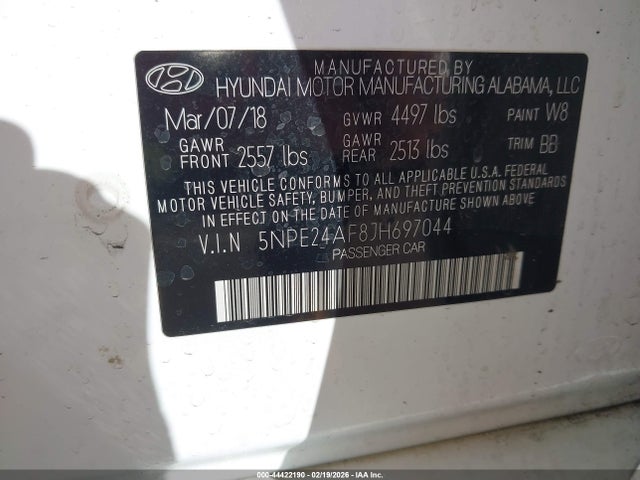 MANUFACTURED BY
HYUNDAI MOTOR MANUFACTURING ALABAMA, LLC
Mar/07/18 GVWR 4497 lbs PAINT W8
GAWR FRONT 2557 lbs GAWR REAR 2513 lbs TRIM BB
THIS VEHICLE CONFORMS TO ALL APPLICABLE U.S.A. FEDERAL
MOTOR VEHICLE SAFETY, BUMPER, AND THEFT PREVENTION STANDARDS
IN EFFECT ON THE DATE OF MANUFACTURE SHOWN ABOVE.
V.I.N 5NPE24AF8JH697044
PASSENGER CAR
000-44422190 - 02/19/2026 - IAA Inc.